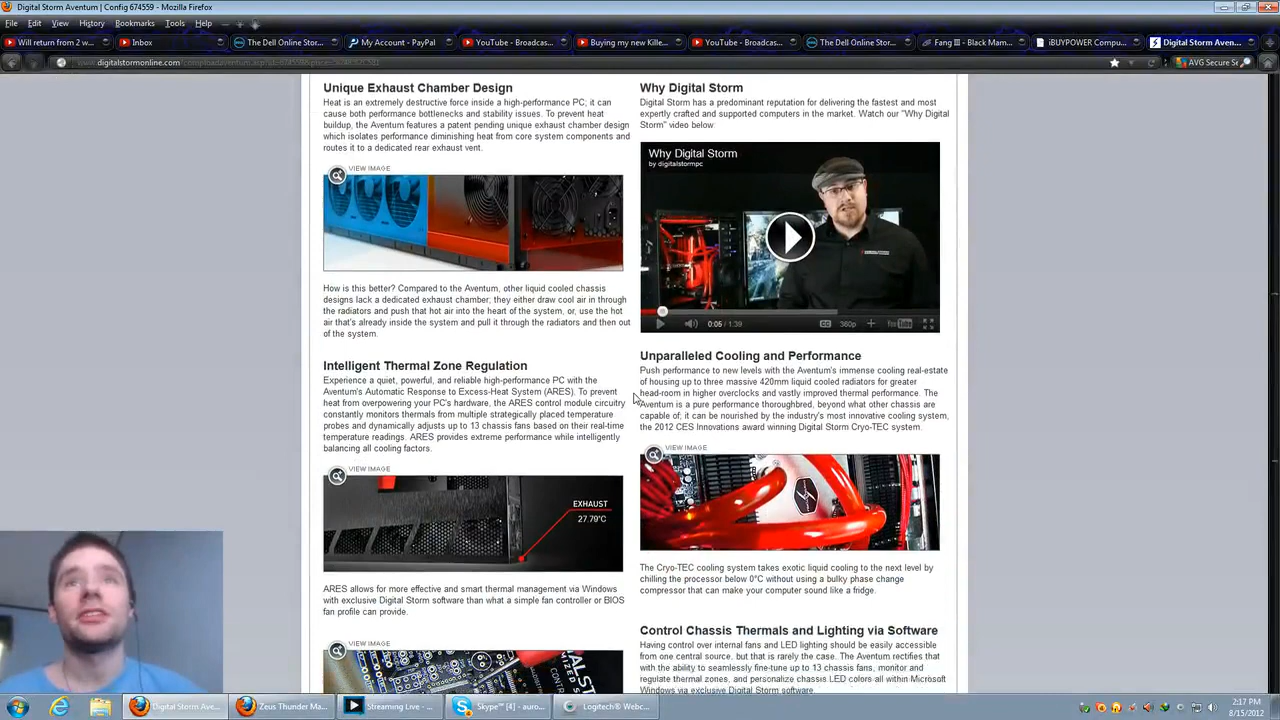 Digital Storm Aventum | Config 674559 - Mozilla Firefox
File Edit View History Bookmarks Tools Help
Will return from 2 w...
Inbox
The Dell Online Stor...
My Account - PayPal
YouTube - Broadcas...
Buying my new Kille...
YouTube - Broadcas...
The Dell Online Stor...
Fang III - Black Mam...
iBUYPOWER Compu...
Digital Storm Aven...
www.digitalstormonline.com
AVG Secure Se
Unique Exhaust Chamber Design
Heat is an extremely destructive force inside a high-performance PC; it can
cause both performance bottlenecks and stability issues. To prevent heat
buildup, the Aventum features a patent pending unique exhaust chamber design
which isolates performance diminishing heat from core system components and
routes it to a dedicated rear exhaust vent.
VIEW IMAGE
How is this better? Compared to the Aventum, other liquid cooled chassis
designs lack a dedicated exhaust chamber; they either draw cool air in through
the radiators and push that hot air into the heart of the system, or, use the hot
air that's already inside the system and pull it through the radiators and then out
of the system.
Intelligent Thermal Zone Regulation
Experience a quiet, powerful, and reliable high-performance PC with the
Aventum's Automatic Response to Excess-Heat System (ARES). To prevent
heat from overpowering your PC's hardware, the ARES control module circuitry
constantly monitors thermals from multiple strategically placed temperature
probes and dynamically adjusts up to 13 chassis fans based on their real-time
temperature readings. ARES provides extreme performance while intelligently
balancing all cooling factors.
VIEW IMAGE
EXHAUST
27.79°C
ARES allows for more effective and smart thermal management via Windows
with exclusive Digital Storm software than what a simple fan controller or BIOS
fan profile can provide.
VIEW IMAGE
Why Digital Storm
Digital Storm has a predominant reputation for delivering the fastest and most
expertly crafted and supported computers in the market. Watch our "Why Digital
Storm" video below:
Why Digital Storm
by digitalstormpc
0:05 / 1:39
CC 360p
You Tube
Unparalleled Cooling and Performance
Push performance to new levels with the Aventum's immense cooling real-estate
of housing up to three massive 420mm liquid cooled radiators for greater
head-room in higher overclocks and vastly improved thermal performance. The
Aventum is a pure performance thoroughbred, beyond what other chassis are
capable of; it can be nourished by the industry's most innovative cooling system,
the 2012 CES Innovations award winning Digital Storm Cryo-TEC system.
VIEW IMAGE
The Cryo-TEC cooling system takes exotic liquid cooling to the next level by
chilling the processor below 0°C without using a bulky phase change
compressor that can make your computer sound like a fridge.
Control Chassis Thermals and Lighting via Software
Having control over internal fans and LED lighting should be easily accessible
from one central source, but that is rarely the case. The Aventum rectifies that
with the ability to seamlessly fine-tune up to 13 chassis fans, monitor and
regulate thermal zones, and personalize chassis LED colors all within Microsoft
Windows via exclusive Digital Storm software.
Digital Storm Ave...
Zeus Thunder Ma...
Streaming Live - ...
Skype™ [4] - auro...
Logitech® Webc...
2:17 PM
8/15/2012